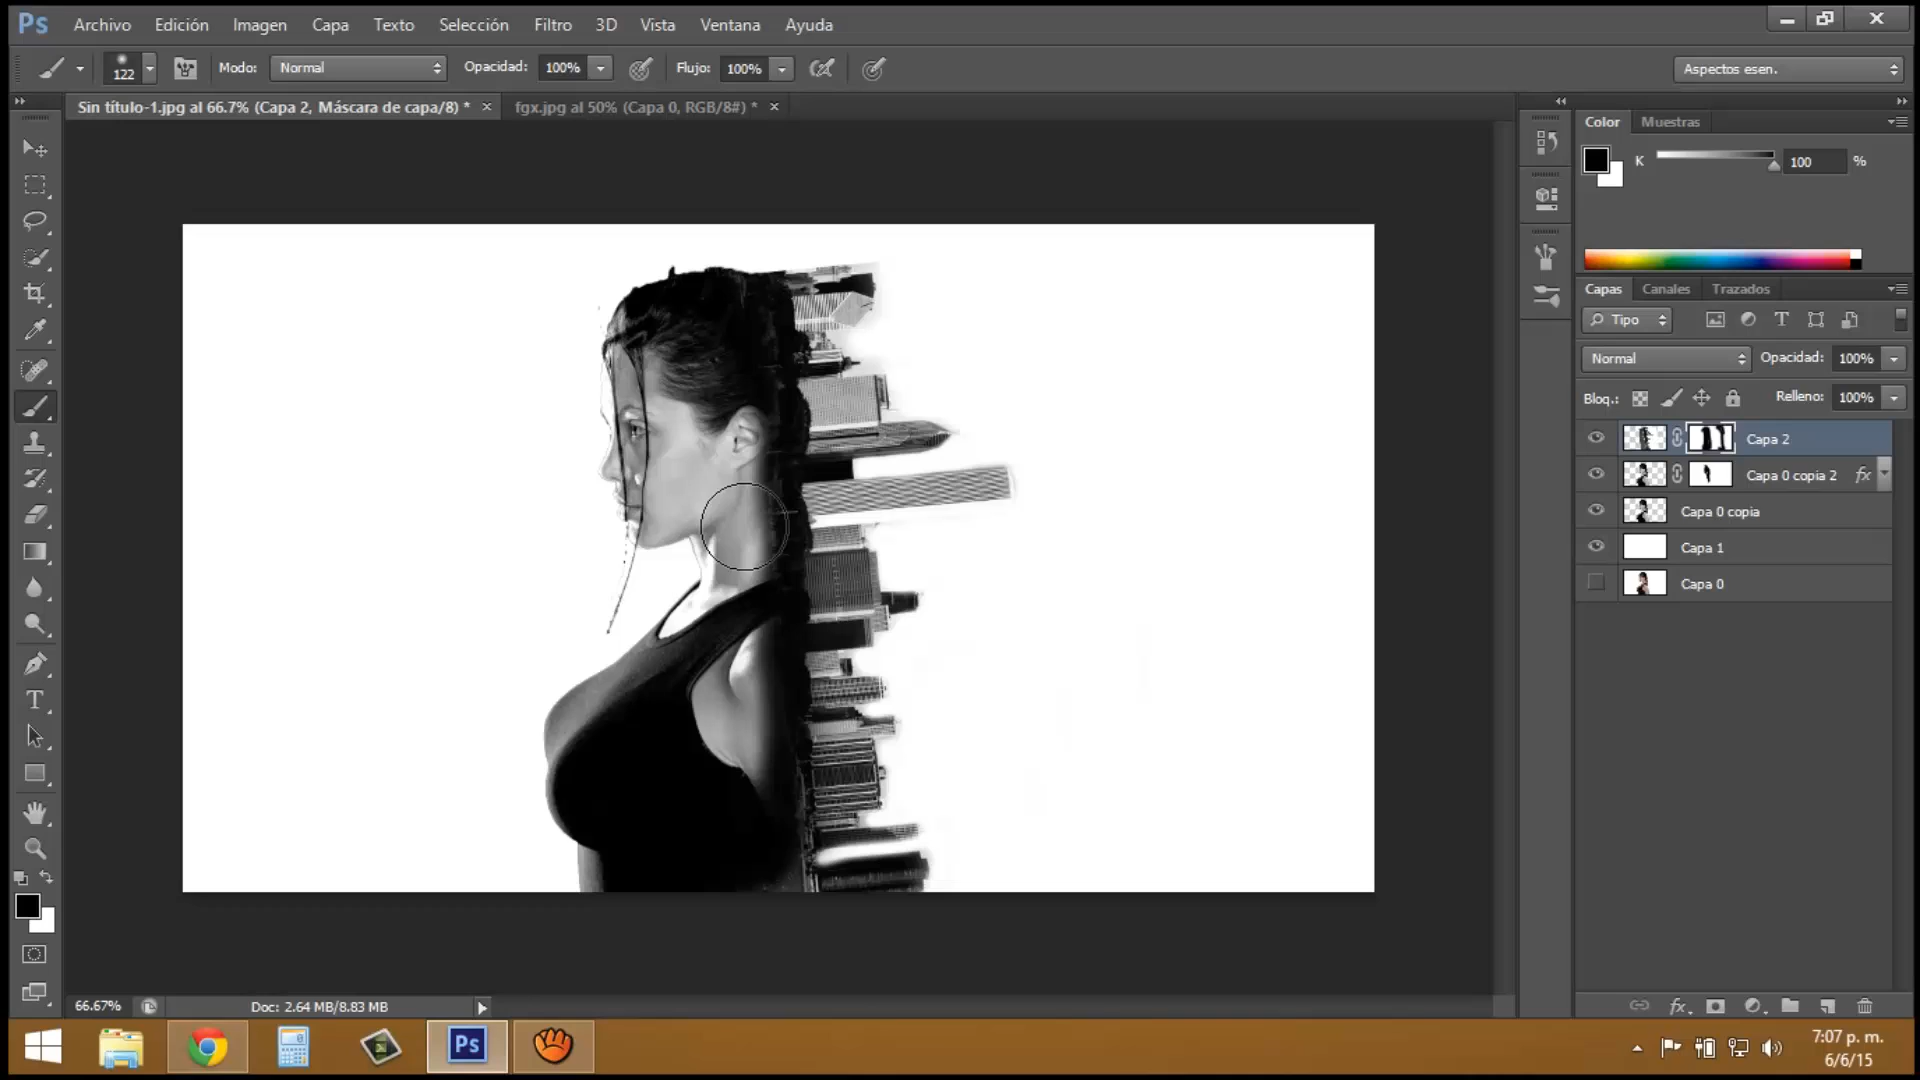 Ps Archivo Edición Imagen Capa Texto Selección Filtro 3D Vista Ventana Ayuda
122 Modo: Normal Opacidad: 100% Flujo: 100% Aspectos esen.
Sin título-1.jpg al 66.7% (Capa 2, Máscara de capa/8) * × fgx.jpg al 50% (Capa 0, RGB/8#) * ×
Color Muestras
K 100 %
Capas Canales Trazados
Tipo
Normal Opacidad: 100%
Bloq.: Relleno: 100%
Capa 2
Capa 0 copia 2 fx
Capa 0 copia
Capa 1
Capa 0
66.67% Doc: 2.64 MB/8.83 MB
fx.
Ps
7:07 p. m.
6/6/15